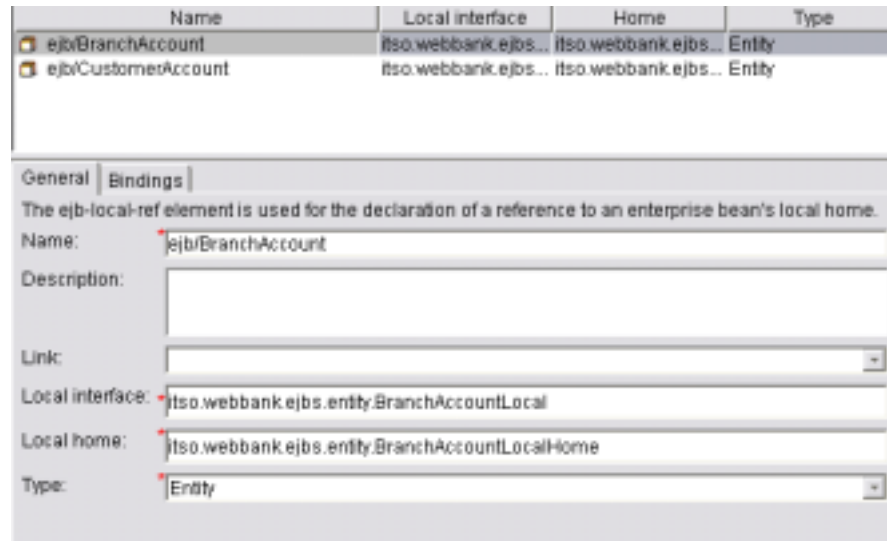 Name Local interface Home Type
ejb/BranchAccount itso.webbank.ejbs... itso.webbank.ejbs... Entity
ejb/CustomerAccount itso.webbank.ejbs... itso.webbank.ejbs... Entity
General Bindings
The ejb-local-ref element is used for the declaration of a reference to an enterprise bean's local home.
Name: *ejb/BranchAccount
Description:
Link:
Local interface: *itso.webbank.ejbs.entity.BranchAccountLocal
Local home: *itso.webbank.ejbs.entity.BranchAccountLocalHome
Type: *Entity